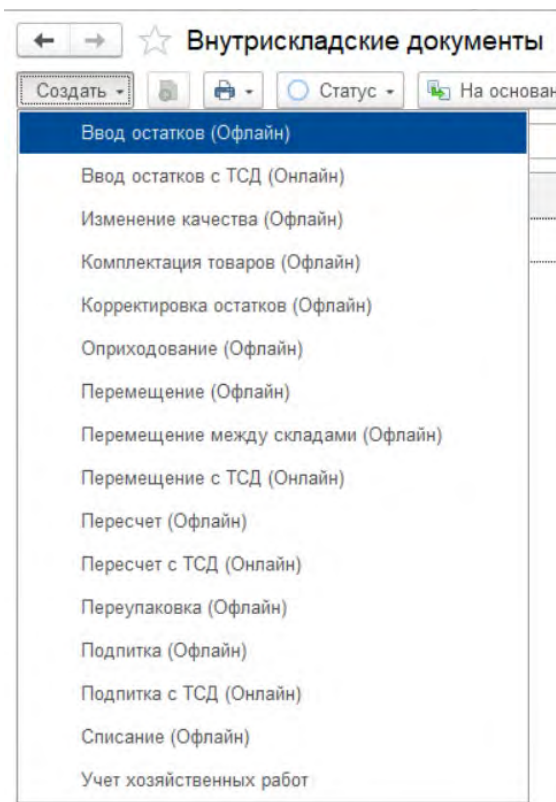 Внутрискладские документы
Создать Статус На основан
Ввод остатков (Офлайн)
Ввод остатков с ТСД (Онлайн)
Изменение качества (Офлайн)
Комплектация товаров (Офлайн)
Корректировка остатков (Офлайн)
Оприходование (Офлайн)
Перемещение (Офлайн)
Перемещение между складами (Офлайн)
Перемещение с ТСД (Онлайн)
Пересчет (Офлайн)
Пересчет с ТСД (Онлайн)
Переупаковка (Офлайн)
Подпитка (Офлайн)
Подпитка с ТСД (Онлайн)
Списание (Офлайн)
Учет хозяйственных работ